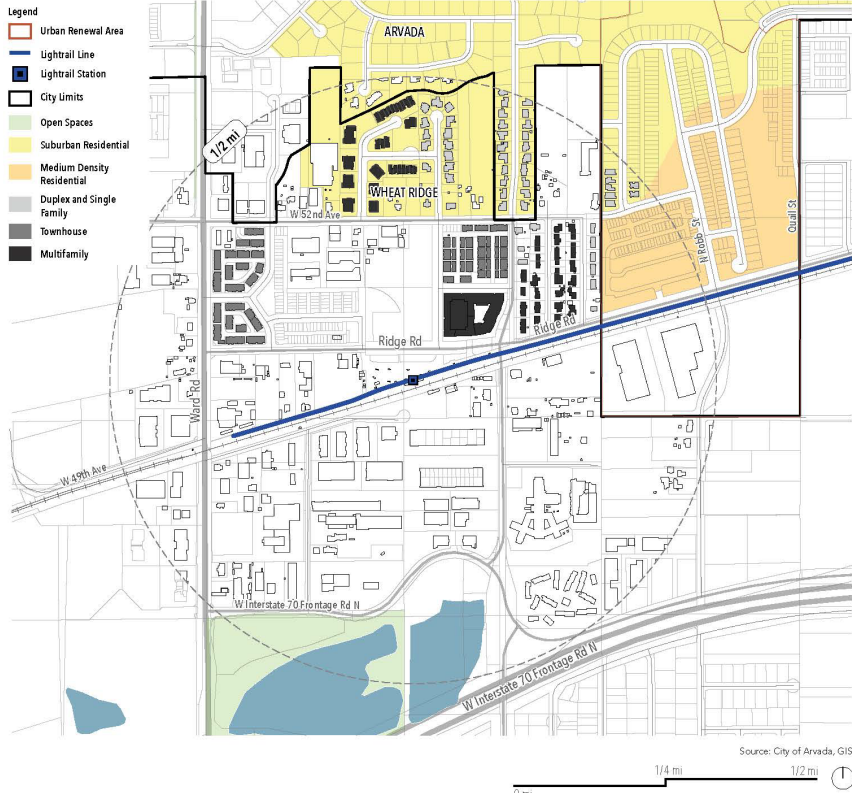 Legend
Urban Renewal Area
Lightrail Line
Lightrail Station
City Limits
Open Spaces
Suburban Residential
Medium Density
Residential
Duplex and Single
Family
Townhouse
Multifamily
ARVADA
1/2 mi
WHEAT RIDGE
W 52nd Ave
N Robb St
Quail St
Ridge Rd
Ridge Rd
Ward Rd
W 49th Ave
W Interstate 70 Frontage Rd N
W Interstate 70 Frontage Rd N
Source: City of Arvada, GIS
1/4 mi
1/2 mi
0 mi